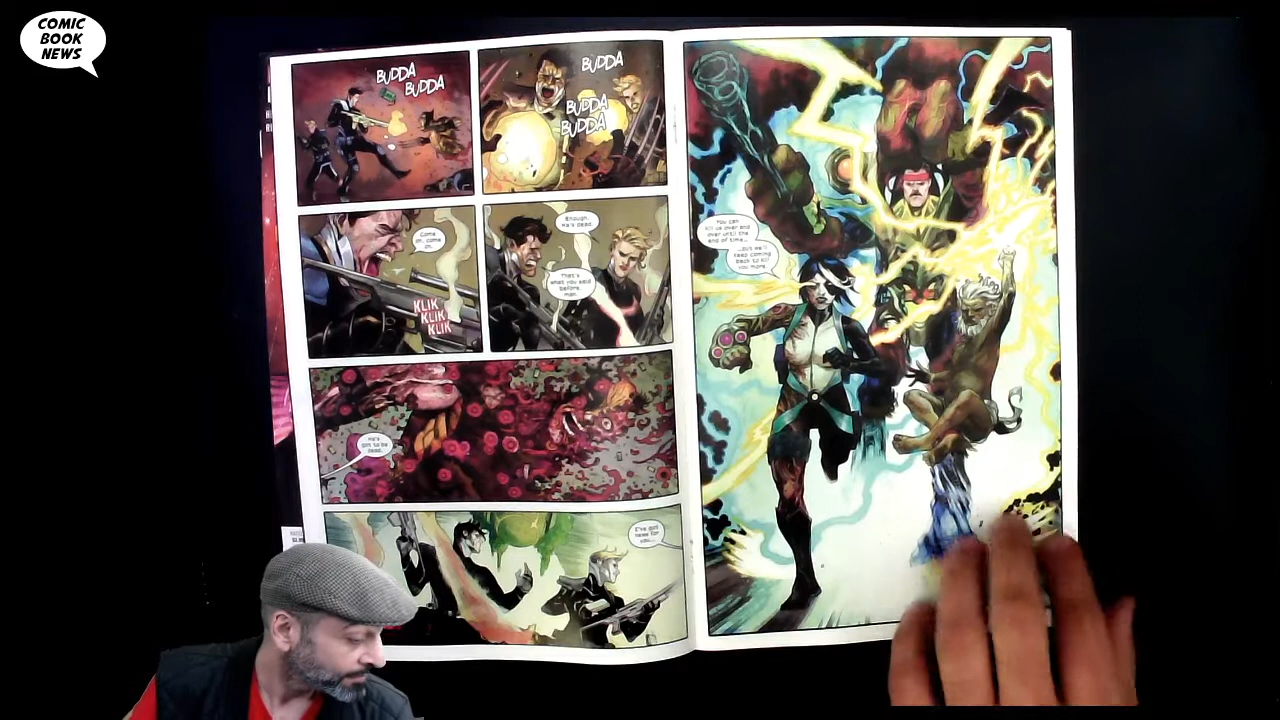 COMIC
BOOK
NEWS
BUDDA
BUDDA
BUDDA
BUDDA
BUDDA
Come
on, come
on.
KLIK
KLIK
KLIK
Enough.
He's dead.
That's
what you said
before,
man.
He's
got to be
dead.
I've got
news for
you...
You can
kill us over and
over until the
end of time...
...but we'll
keep coming
back to kill
you more.